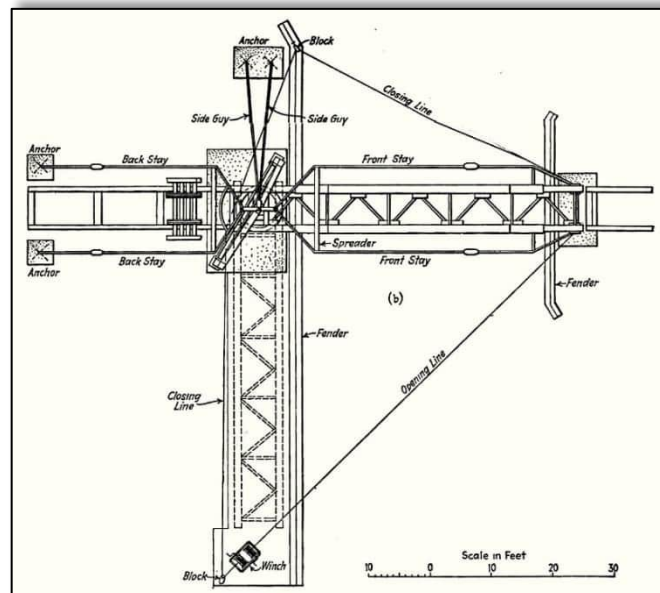 Anchor
Block
Closing Line
Side Guy
Side Guy
Anchor
Back Stay
Front Stay
Spreader
Anchor
Back Stay
Front Stay
Fender
(b)
Fender
Opening Line
Closing Line
Winch
Block
Scale in Feet
10 0 10 20 30